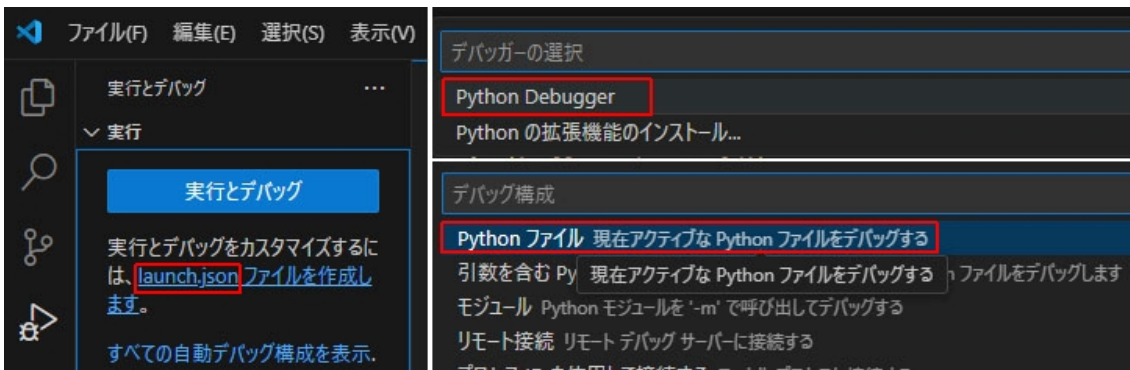 ファイル(F) 編集(E) 選択(S) 表示(V)
実行とデバッグ ...
実行
実行とデバッグ
実行とデバッグをカスタマイズするに
は、launch.json ファイルを作成し
ます。
すべての自動デバッグ構成を表示.
デバッガーの選択
Python Debugger
Python の拡張機能のインストール...
デバッグ構成
Python ファイル 現在アクティブな Python ファイルをデバッグする
引数を含む Py 現在アクティブな Python ファイルをデバッグする ファイルをデバッグします
モジュール Python モジュールを '-m' で呼び出してデバッグする
リモート接続 リモート デバッグ サーバーに接続する